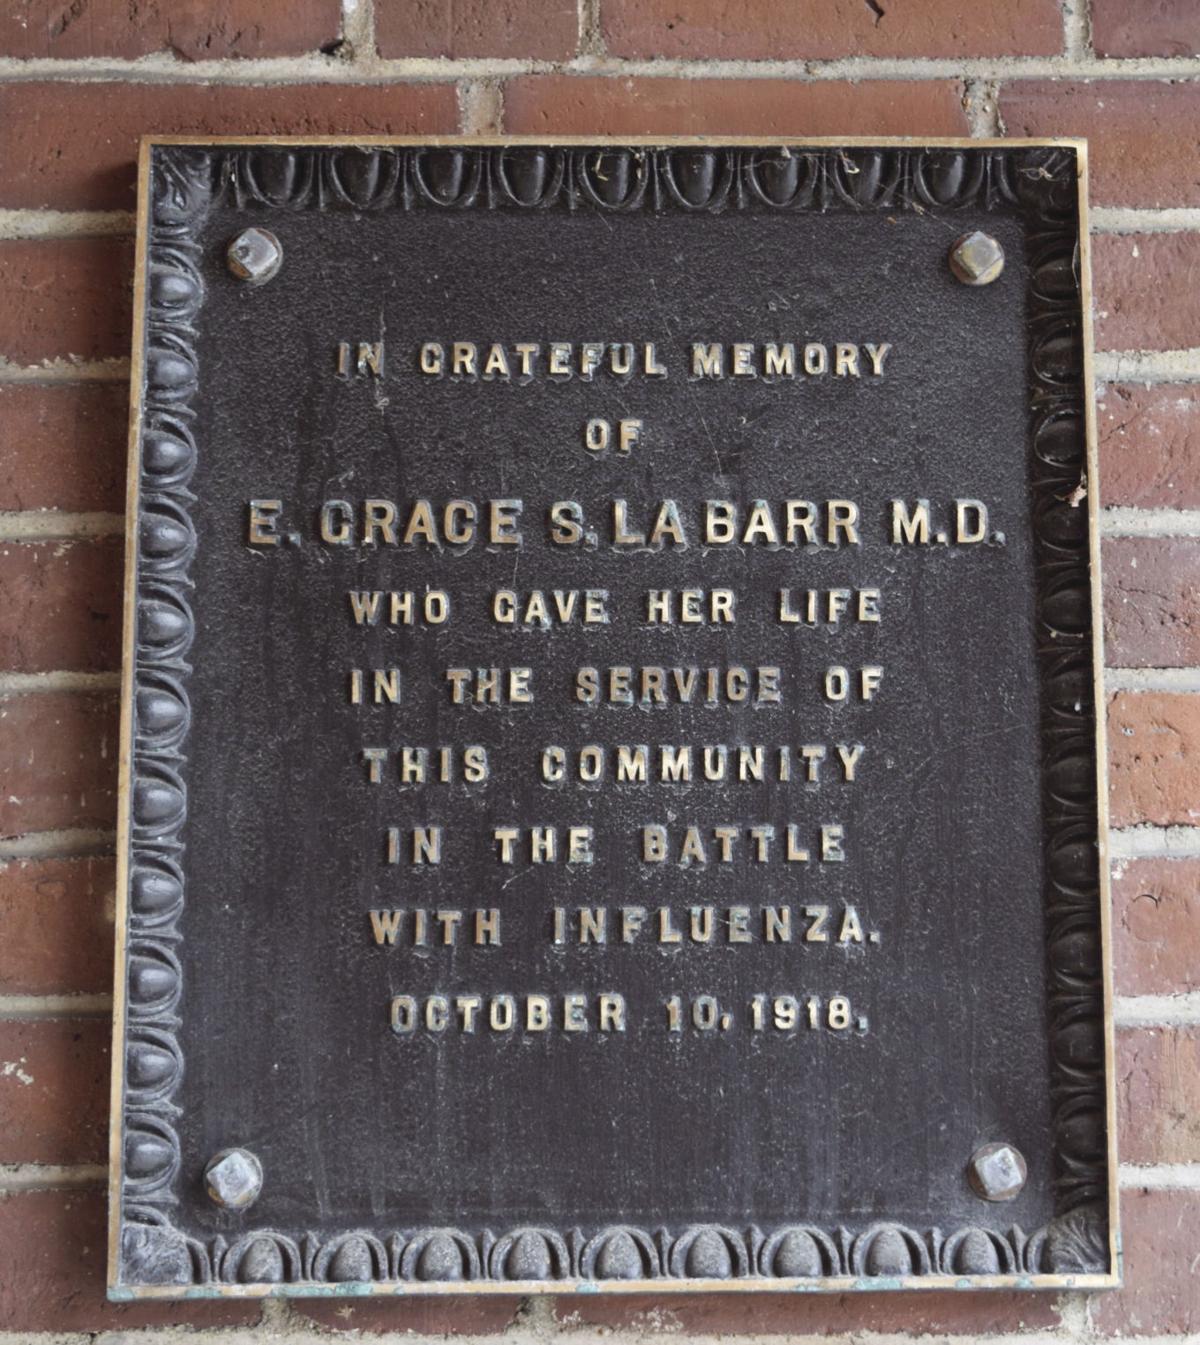 IN GRATEFUL MEMORY
OF
E. GRACE S. LA BARR M.D.
WHO GAVE HER LIFE
IN THE SERVICE OF
THIS COMMUNITY
IN THE BATTLE
WITH INFLUENZA.
OCTOBER 10, 1918.